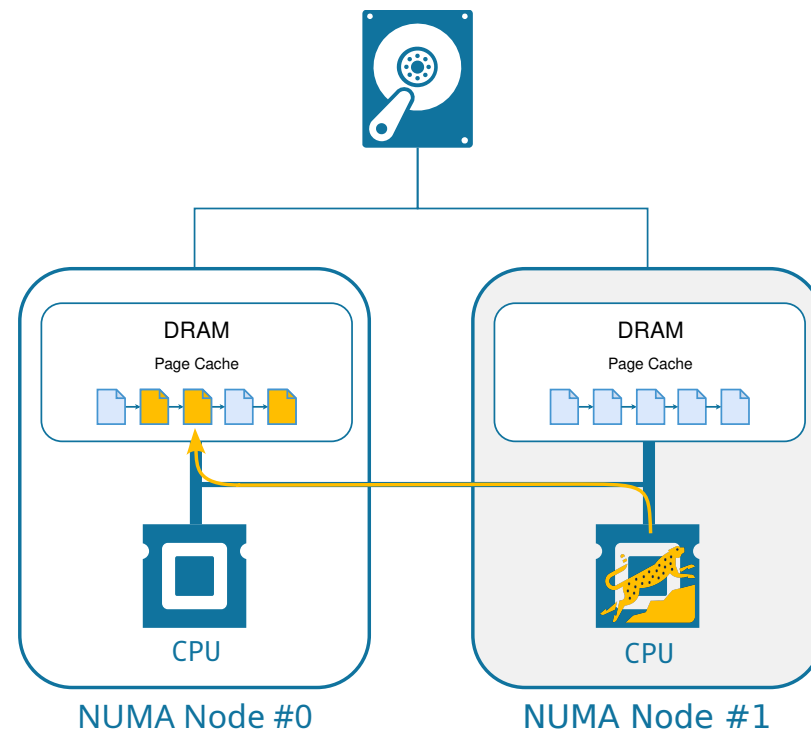 DRAM
Page Cache
CPU
NUMA Node #0
DRAM
Page Cache
CPU
NUMA Node #1